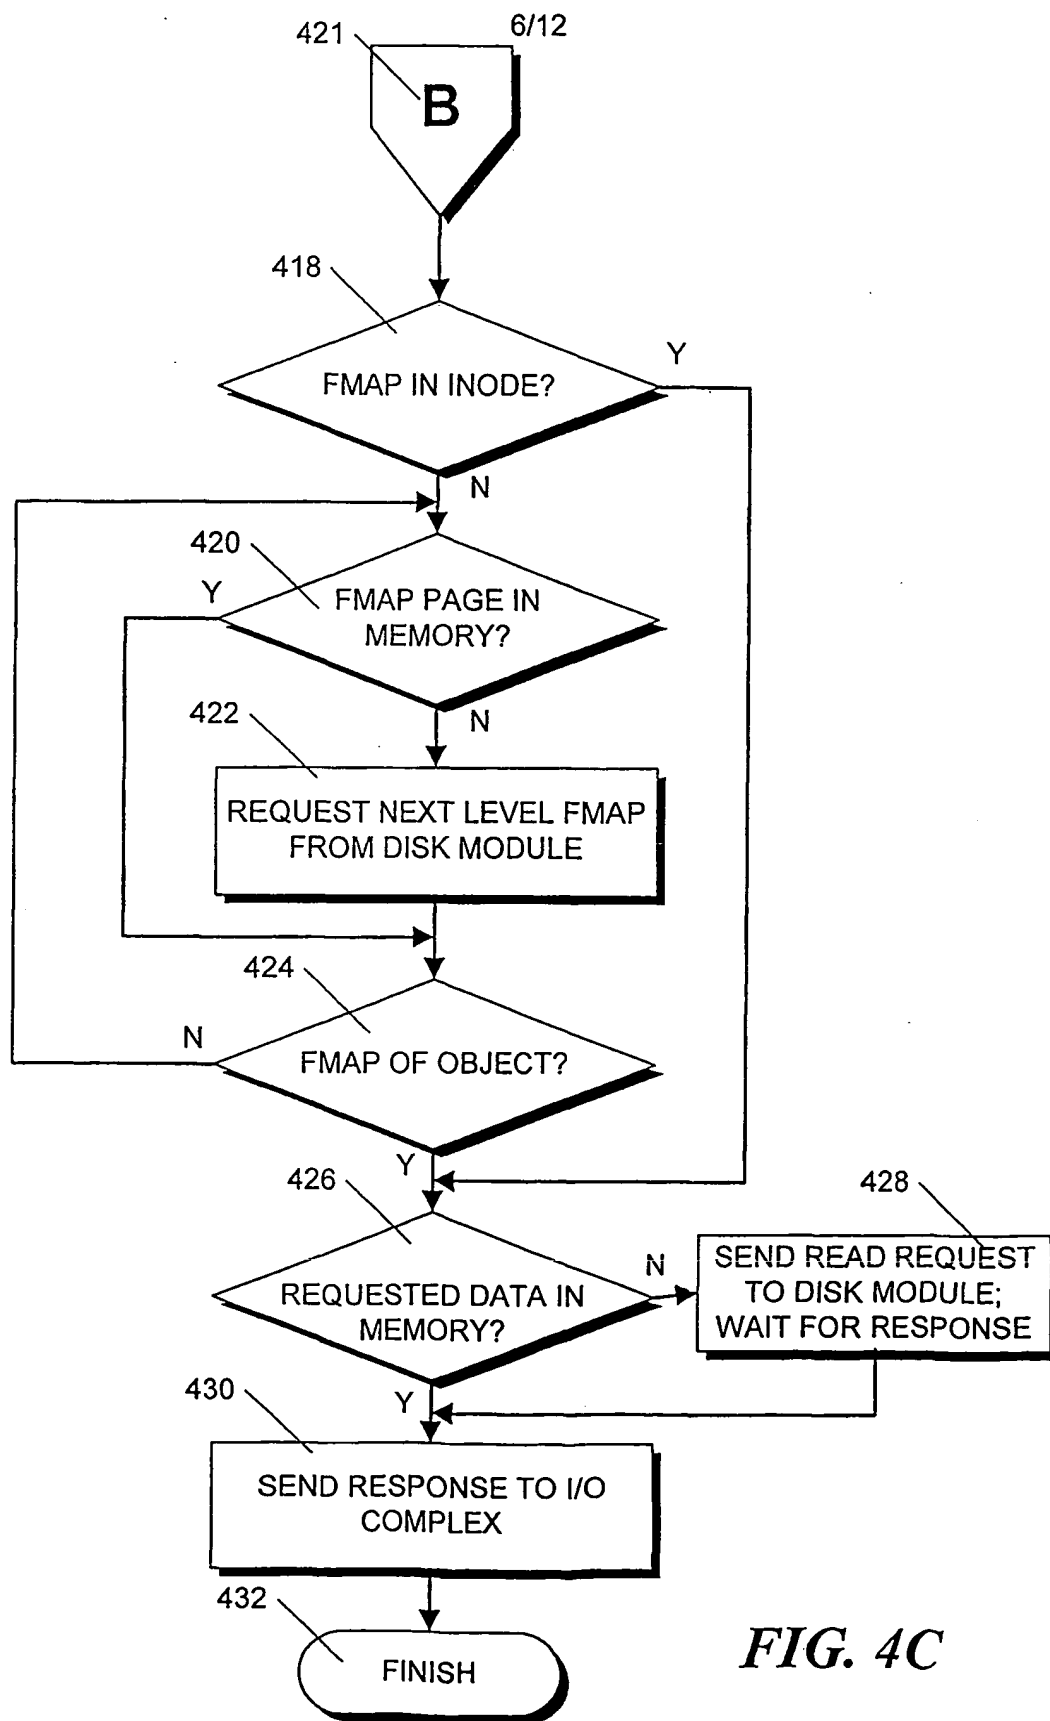 6/12
421
B
418
Y
FMAP IN INODE?
N
420
Y
FMAP PAGE IN
MEMORY?
N
422
REQUEST NEXT LEVEL FMAP
FROM DISK MODULE
424
N
FMAP OF OBJECT?
Y
426
428
N
SEND READ REQUEST
TO DISK MODULE;
WAIT FOR RESPONSE
REQUESTED DATA IN
MEMORY?
430
Y
SEND RESPONSE TO I/O
COMPLEX
432
FINISH
FIG. 4C